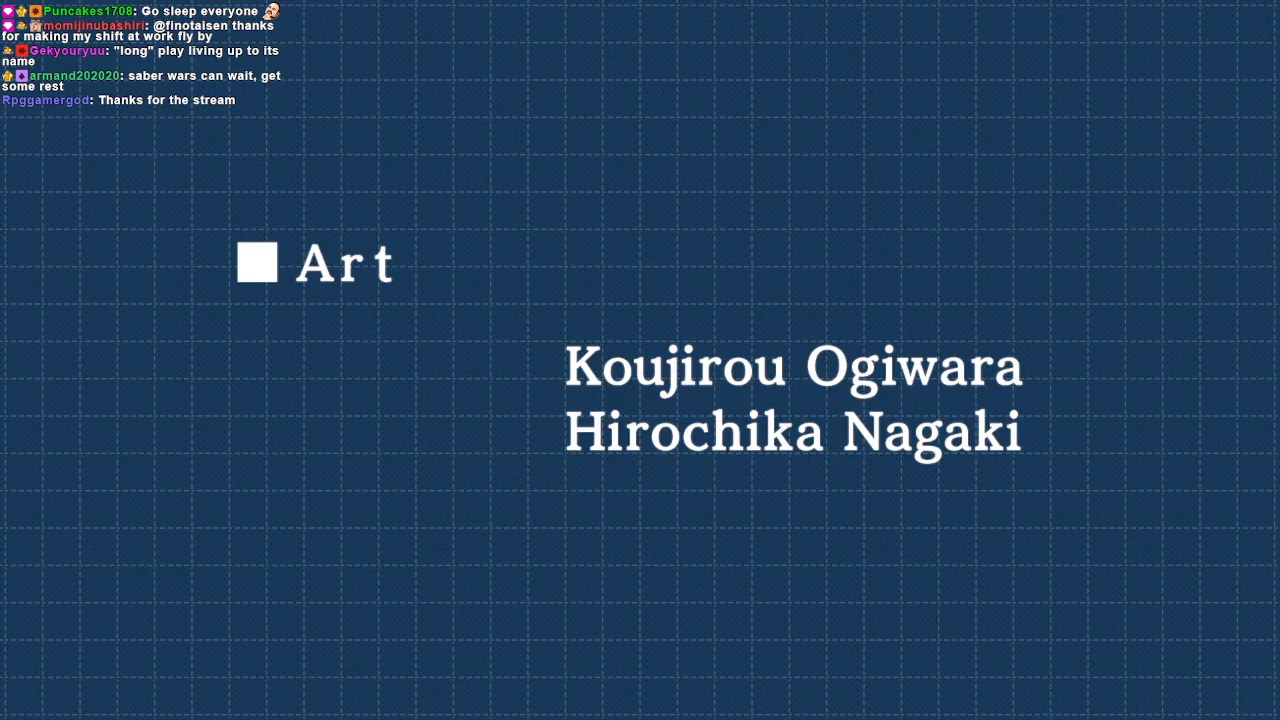 Puncakes1708: Go sleep everyone
momijinubashiri: @finotaisen thanks
for making my shift at work fly by
Gekyouryuu: "long" play living up to its
name
armand202020: saber wars can wait, get
some rest
Rpggamergod: Thanks for the stream
Art
Koujirou Ogiwara
Hirochika Nagaki